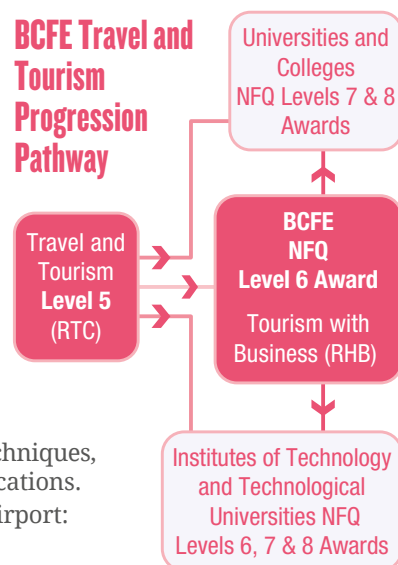 BCFE Travel and
Tourism
Progression
Pathway
Universities and
Colleges
NFQ Levels 7 & 8
Awards
Travel and
Tourism
Level 5
(RTC)
BCFE
NFQ
Level 6 Award
Tourism with
Business (RHB)
Institutes of Technology
and Technological
Universities NFQ
Levels 6, 7 & 8 Awards
irport: